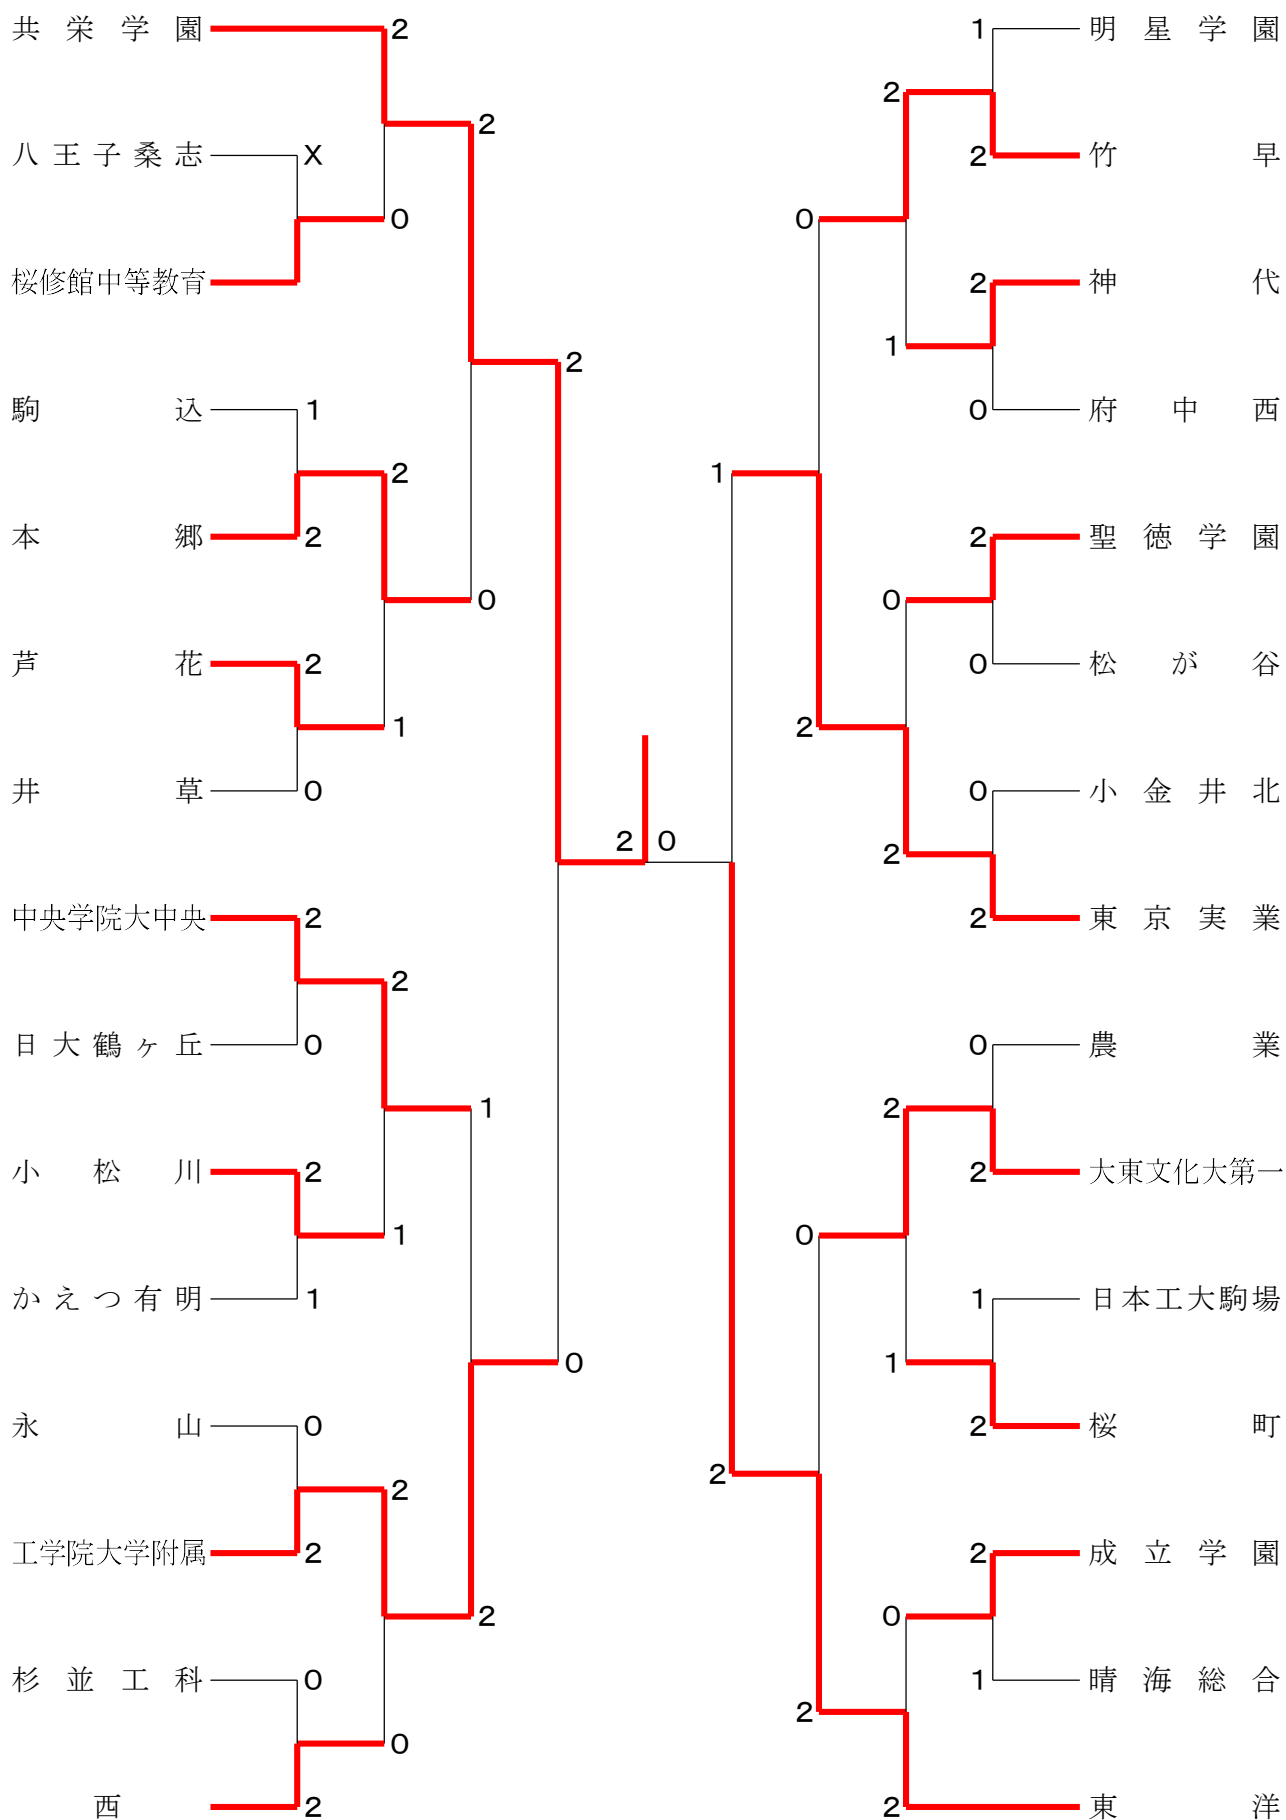 共栄学園 2 1 明星学園
2
2
八王子桑志 X 2 竹早
0 0
桜修館中等教育 2 神代
1
2
駒込 1 0 府中西
2 1
本郷 2 2 聖徳学園
0 0
芦花 2 0 松が谷
1 2
井草 0 0 小金井北
2 0
2
中央学院大中央 2 2 東京実業
2
日大鶴ヶ丘 0 0 農業
1 2
小松川 2 2 大東文化大第一
1 0
かえつ有明 1 1 日本工大駒場
0 1
永山 0 2 桜町
2
2
工学院大学附属 2 2 成立学園
2 0
杉並工科 0 1 晴海総合
2
0
西 2 2 東洋